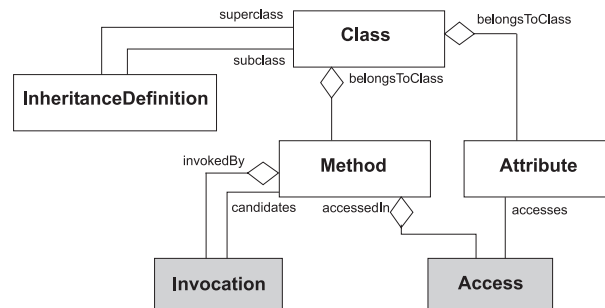 superclass
belongsToClass
Class
subclass
InheritanceDefinition
belongsToClass
invokedBy
Method
Attribute
candidates
accessedIn
accesses
Invocation
Access